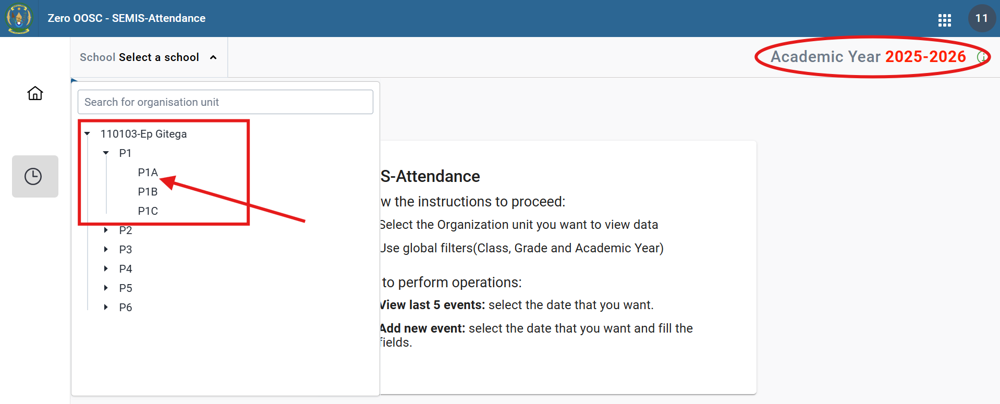 Zero OOSC - SEMIS-Attendance
11
School Select a school
Academic Year 2025-2026
Search for organisation unit
110103-Ep Gitega
P1
P1A
P1B
P1C
P2
P3
P4
P5
P6
S-Attendance
w the instructions to proceed:
Select the Organization unit you want to view data
Use global filters(Class, Grade and Academic Year)
to perform operations:
View last 5 events: select the date that you want.
Add new event: select the date that you want and fill the
fields.